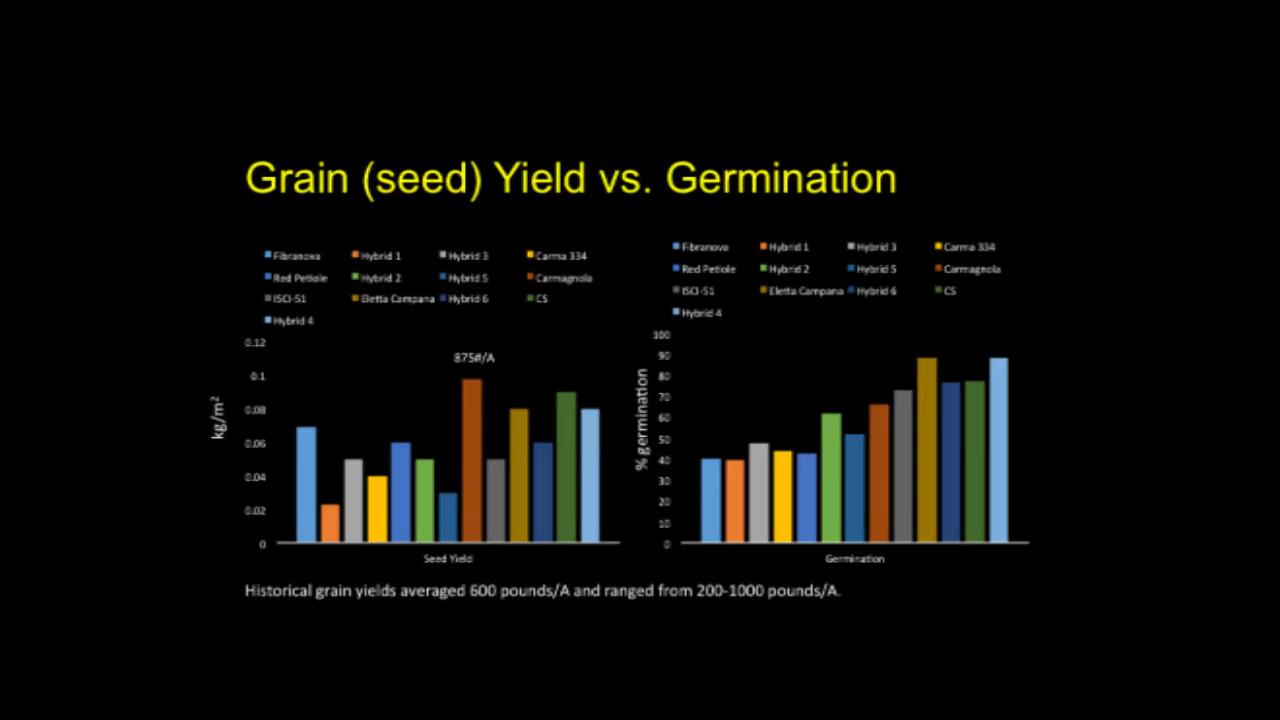 Grain (seed) Yield vs. Germination
Fibranova Hybrid 1 Hybrid 3 Carma 334
Red Petiole Hybrid 2 Hybrid 5 Carmagnola
ISCI-51 Eletta Campana Hybrid 6 CS
Hybrid 4
0.12
0.1
0.08
0.06
0.04
0.02
0
kg/m²
875#/A
Seed Yield
Fibranova Hybrid 1 Hybrid 3 Carma 334
Red Petiole Hybrid 2 Hybrid 5 Carmagnola
ISCI-51 Eletta Campana Hybrid 6 CS
Hybrid 4
100
90
80
70
60
50
40
30
20
10
0
% germination
Germination
Historical grain yields averaged 600 pounds/A and ranged from 200-1000 pounds/A.